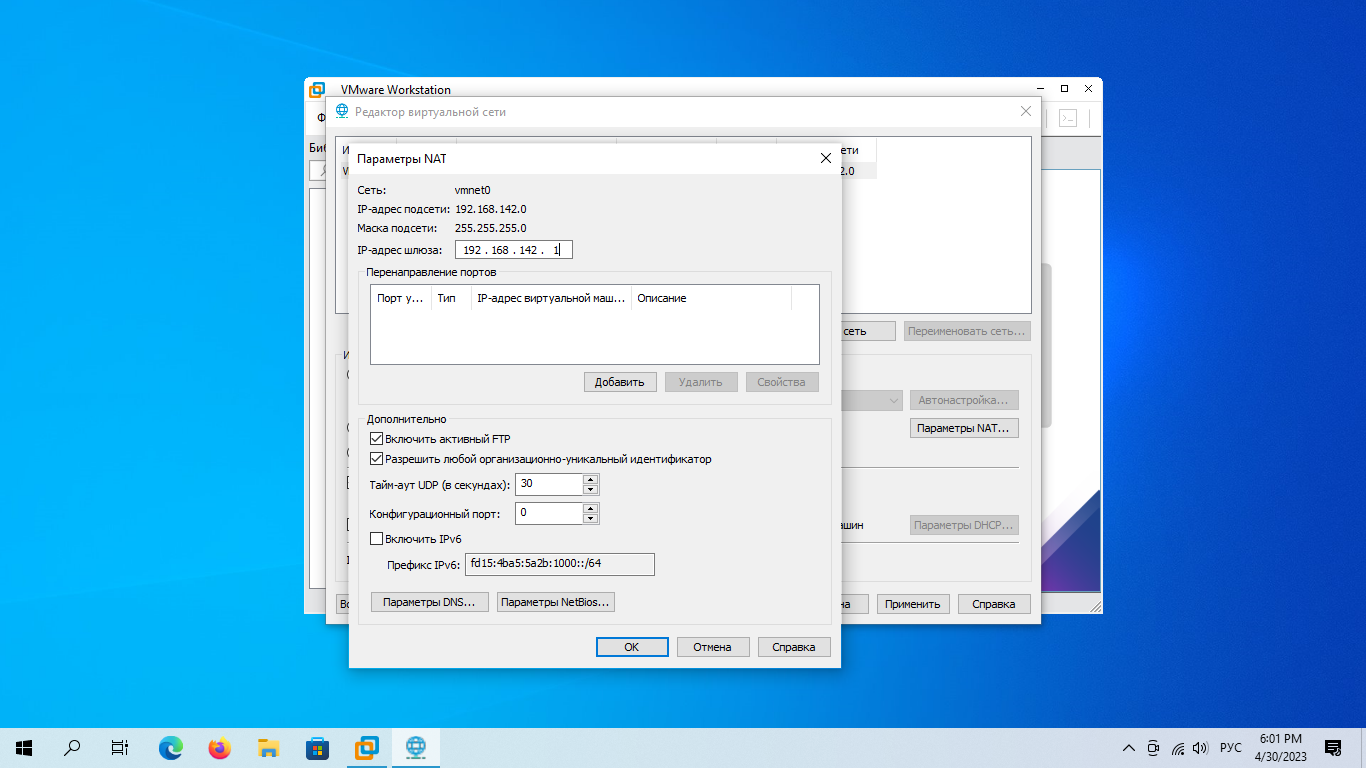 VMware Workstation
Редактор виртуальной сети
Параметры NAT
ети
2.0
Сеть: vmnet0
IP-адрес подсети: 192.168.142.0
Маска подсети: 255.255.255.0
IP-адрес шлюза: 192 . 168 . 142 . 1
Перенаправление портов
Порт у... Тип IP-адрес виртуальной маш... Описание
сеть Переименовать сеть...
Добавить Удалить Свойства
Автонастройка...
Дополнительно
Параметры NAT...
Включить активный FTP
Разрешить любой организационно-уникальный идентификатор
Тайм-аут UDP (в секундах): 30
Конфигурационный порт: 0
ашин Параметры DHCP...
Включить IPv6
Префикс IPv6: fd15:4ba5:5a2b:1000::/64
Параметры DNS... Параметры NetBios...
на Применить Справка
OK Отмена Справка
РУС
6:01 PM
4/30/2023